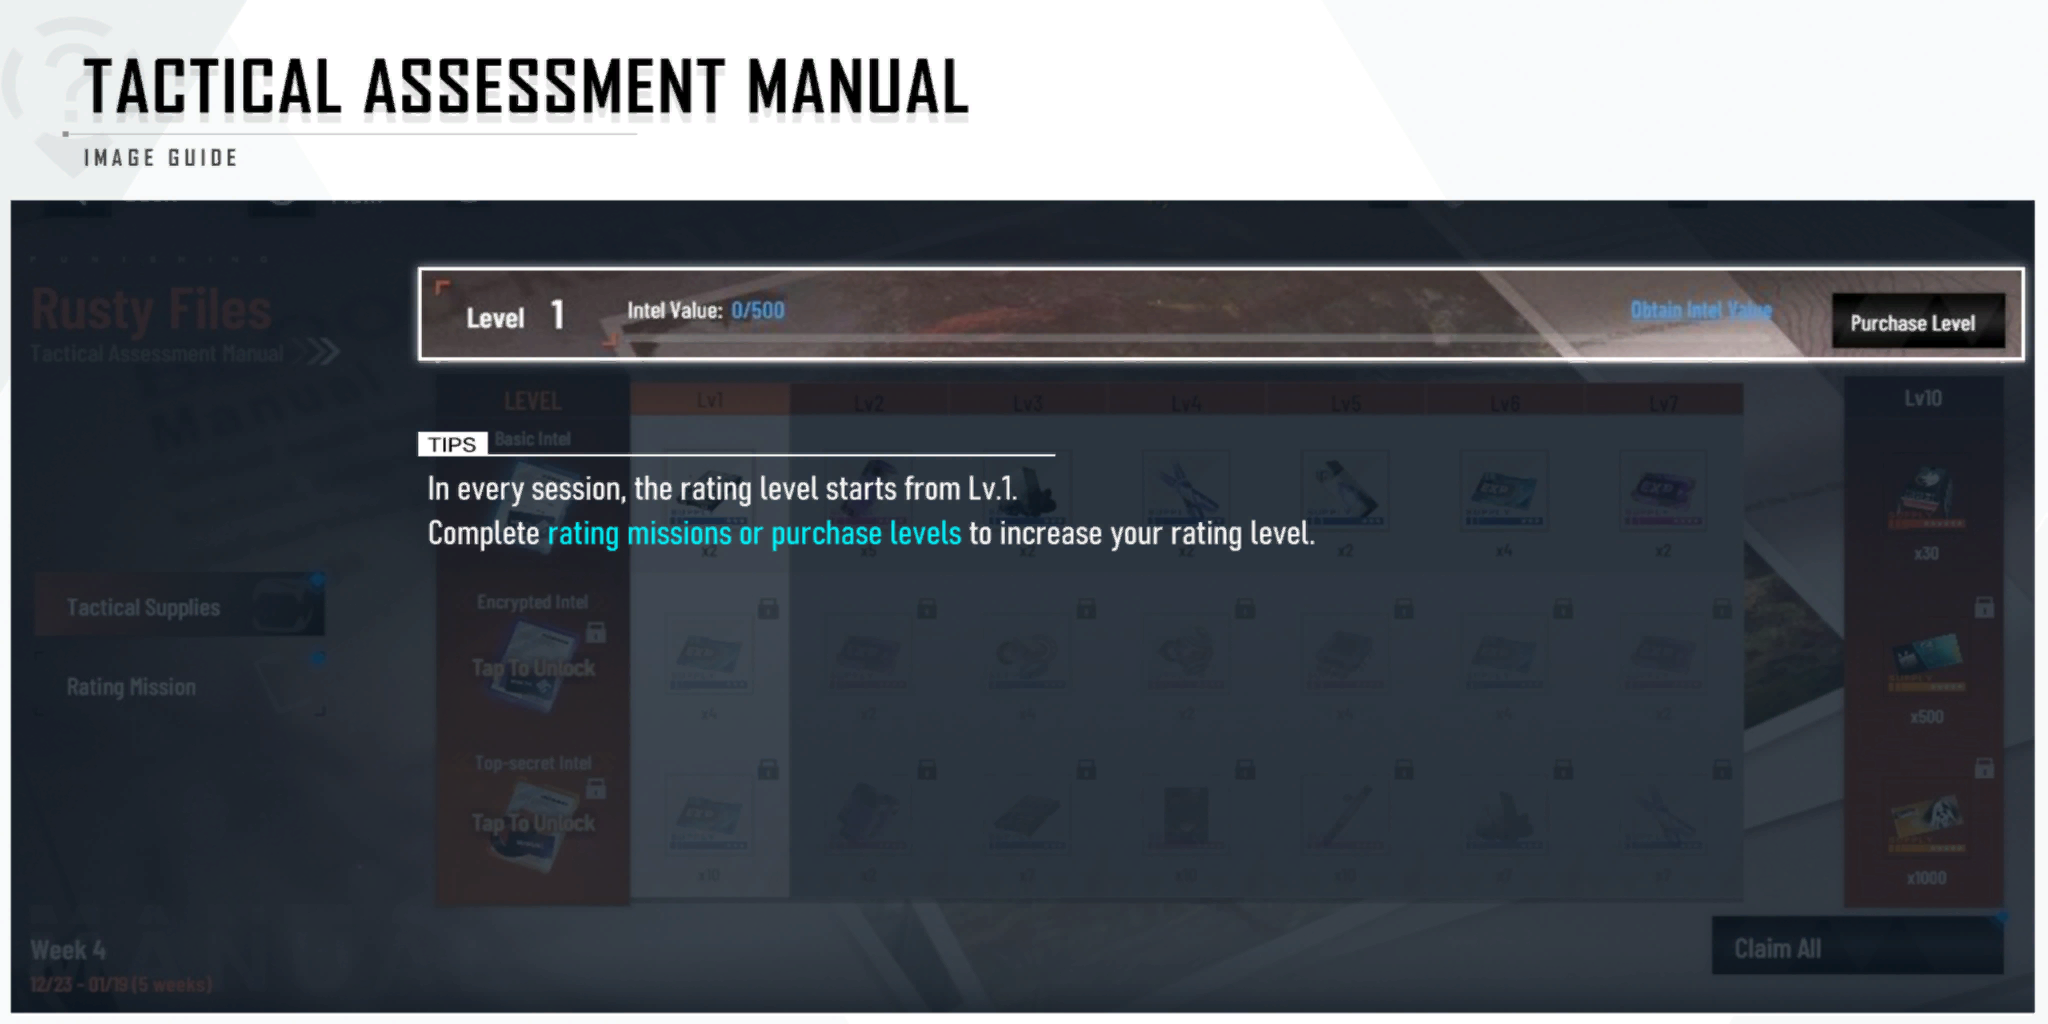 TACTICAL ASSESSMENT MANUAL
IMAGE GUIDE
Rusty Files
Tactical Assessment Manual
Level 1
Intel Value: 0/500
Obtain Intel Value
Purchase Level
LEVEL
Lv1
Lv2
Lv3
Lv4
Lv5
Lv6
Lv7
Lv10
Basic Intel
TIPS
In every session, the rating level starts from Lv.1.
Complete rating missions or purchase levels to increase your rating level.
x2
x5
x2
x2
x2
x4
x2
x30
Tactical Supplies
Rating Mission
Encrypted Intel
Tap To Unlock
x4
x500
Top-secret Intel
Tap To Unlock
x10
x1000
Week 4
12/23 - 01/19 (5 weeks)
Claim All